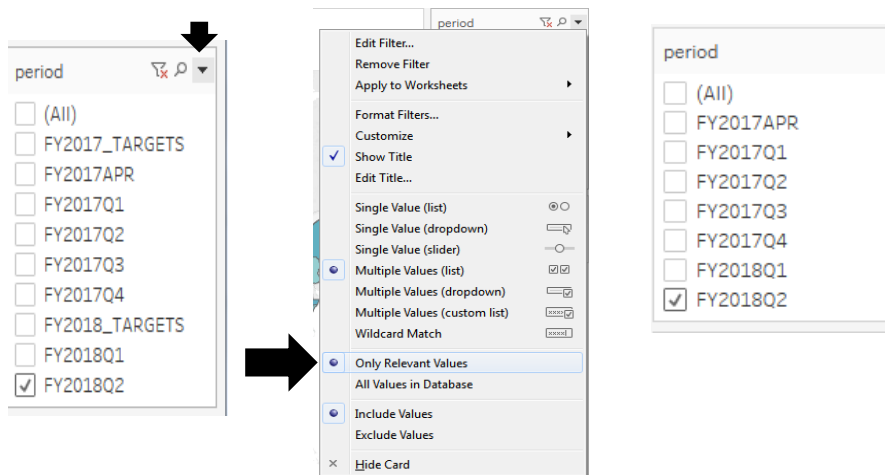 period
(All)
FY2017_TARGETS
FY2017APR
FY2017Q1
FY2017Q2
FY2017Q3
FY2017Q4
FY2018_TARGETS
FY2018Q1
FY2018Q2
period
Edit Filter...
Remove Filter
Apply to Worksheets
Format Filters...
Customize
Show Title
Edit Title...
Single Value (list)
Single Value (dropdown)
Single Value (slider)
Multiple Values (list)
Multiple Values (dropdown)
Multiple Values (custom list)
Wildcard Match
Only Relevant Values
All Values in Database
Include Values
Exclude Values
Hide Card
period
(All)
FY2017APR
FY2017Q1
FY2017Q2
FY2017Q3
FY2017Q4
FY2018Q1
FY2018Q2